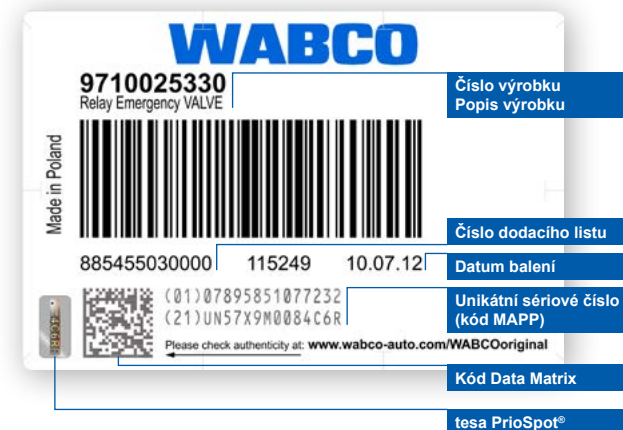 WABCO
9710025330
Relay Emergency VALVE
Číslo výrobku
Popis výrobku
Made in Poland
Číslo dodacího listu
885455030000 115249 10.07.12
Datum balení
(01)07895851077232
(21)UN57X9M0084C6R
Unikátní sériové číslo
(kód MAPP)
4C6R
Please check authenticity at: www.wabco-auto.com/WABCOoriginal
Kód Data Matrix
tesa PrioSpot®